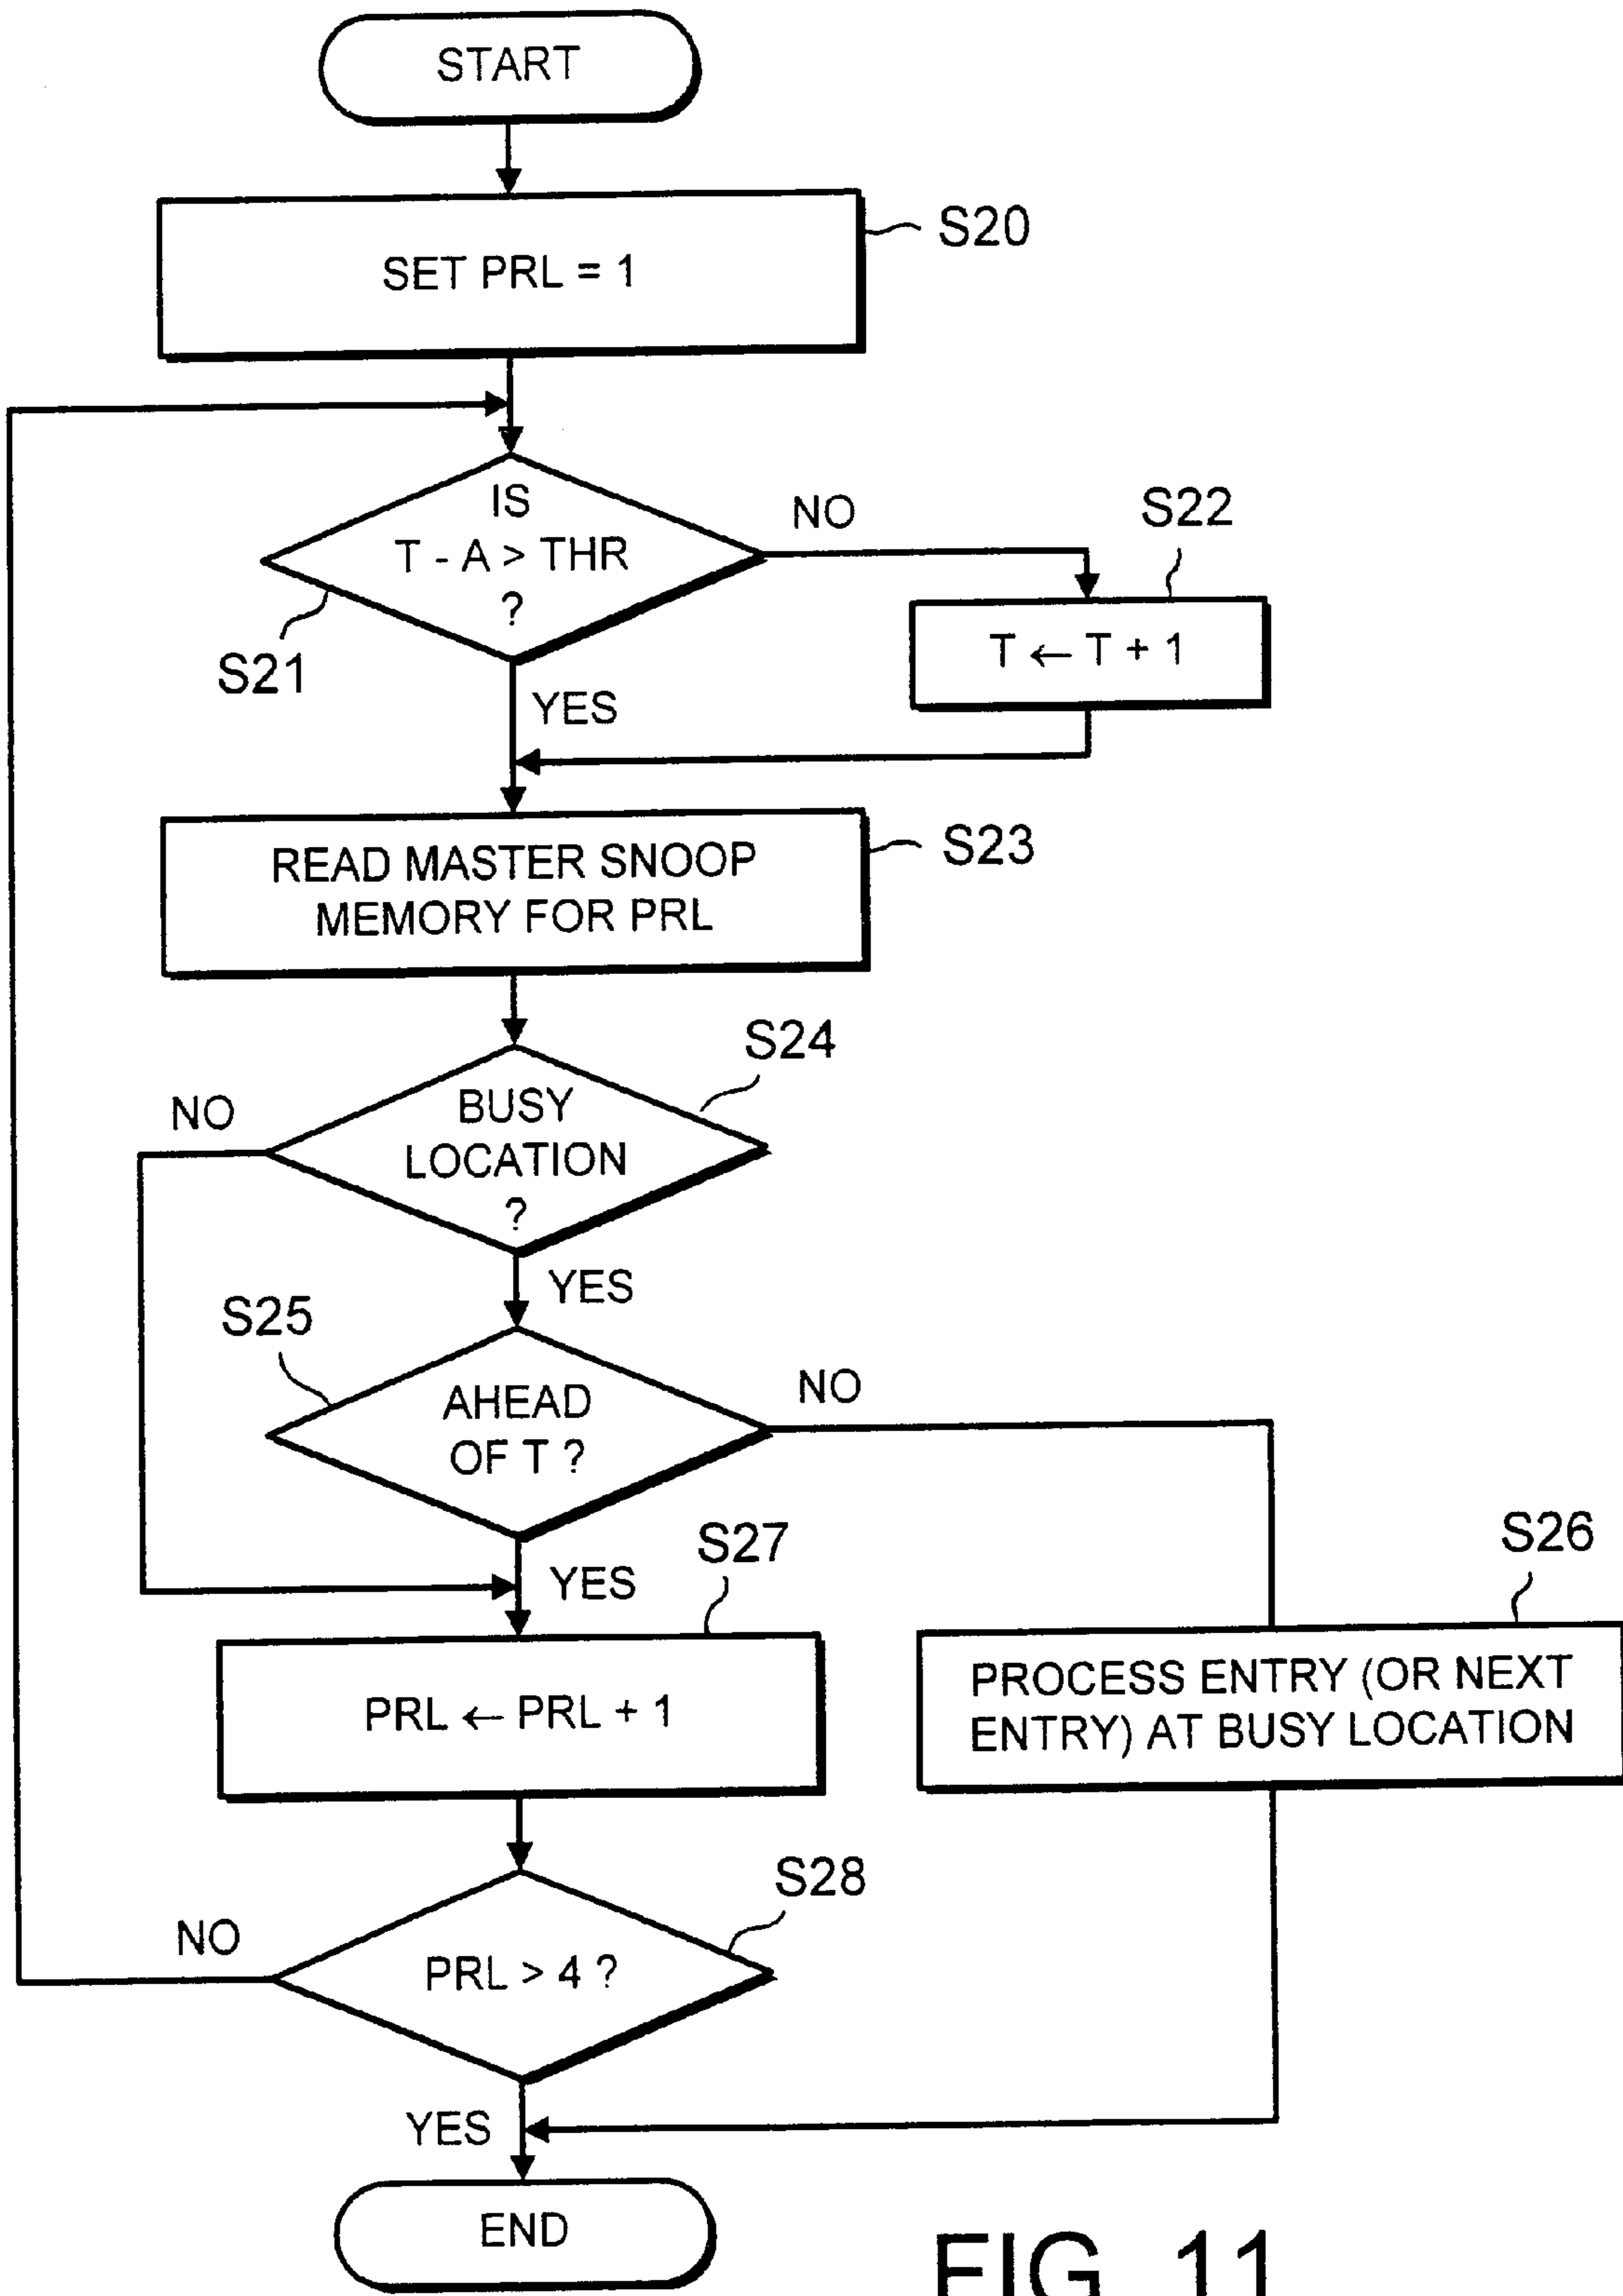 START
SET PRL = 1
S20
IS
T - A > THR
?
S21
NO
S22
T ← T + 1
YES
READ MASTER SNOOP
MEMORY FOR PRL
S23
S24
NO
BUSY
LOCATION
?
YES
S25
AHEAD
OF T ?
NO
S27
YES
S26
PRL ← PRL + 1
PROCESS ENTRY (OR NEXT
ENTRY) AT BUSY LOCATION
S28
NO
PRL > 4 ?
YES
END
FIG. 11